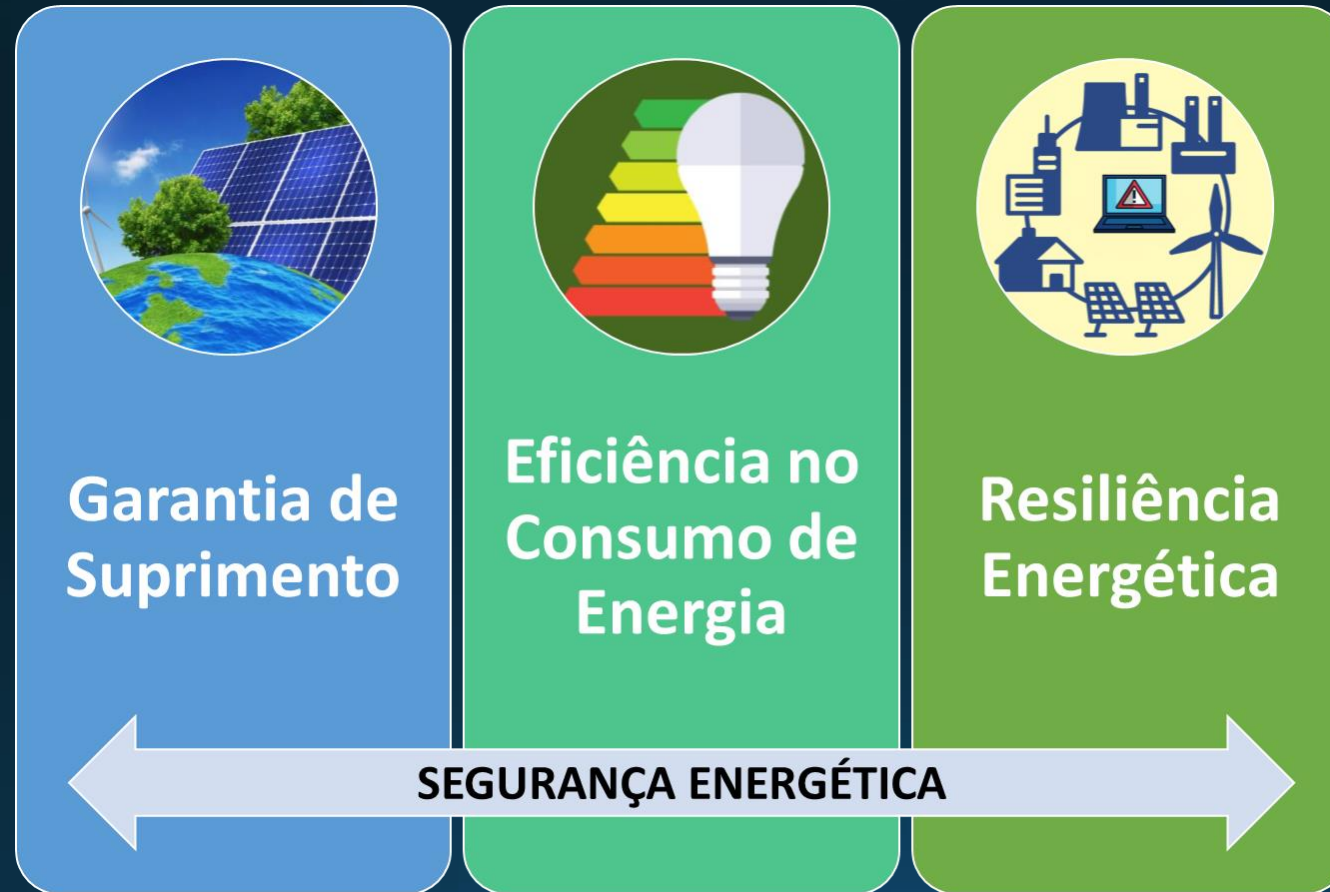 Garantia de
Suprimento
Eficiência no
Consumo de
Energia
Resiliência
Energética
SEGURANÇA ENERGÉTICA